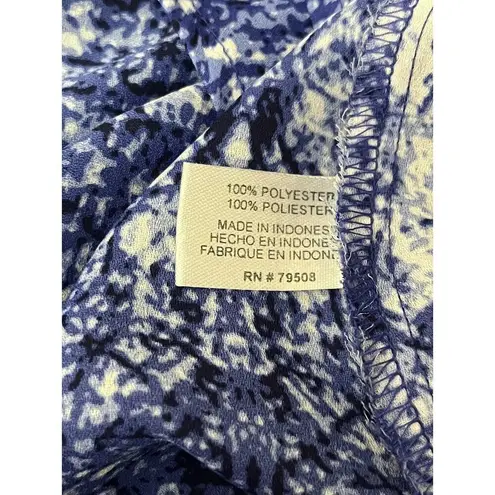 100% POLYESTER
100% POLIESTER
MADE IN INDONES
HECHO EN INDONE
FABRIQUE EN INDON
RN # 79508